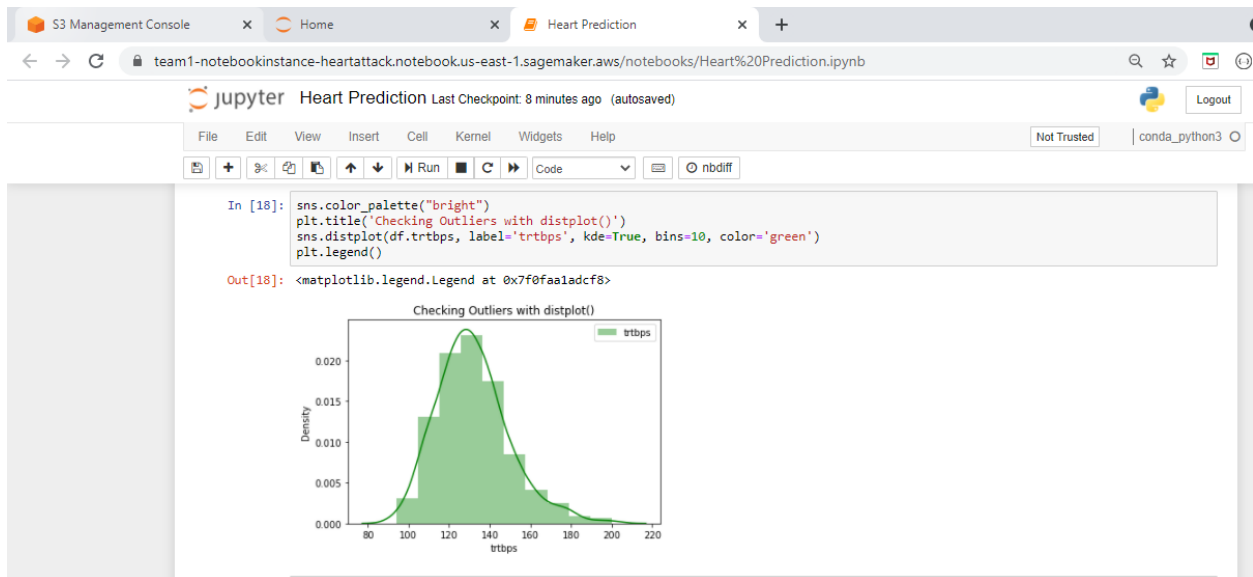 S3 Management Console
Home
Heart Prediction
team1-notebookinstance-heartattack.notebook.us-east-1.sagemaker.aws/notebooks/Heart%20Prediction.ipynb
jupyter Heart Prediction Last Checkpoint: 8 minutes ago (autosaved)
Logout
File Edit View Insert Cell Kernel Widgets Help
Not Trusted
conda_python3
Run
Code
nbdiff
In [18]: sns.color_palette("bright")
plt.title('Checking Outliers with distplot()')
sns.distplot(df.trtbps, label='trtbps', kde=True, bins=10, color='green')
plt.legend()
Out[18]: <matplotlib.legend.Legend at 0x7f0faa1adcf8>
Checking Outliers with distplot()
trtbps
0.020
0.015
0.010
0.005
0.000
Density
80 100 120 140 160 180 200 220
trtbps